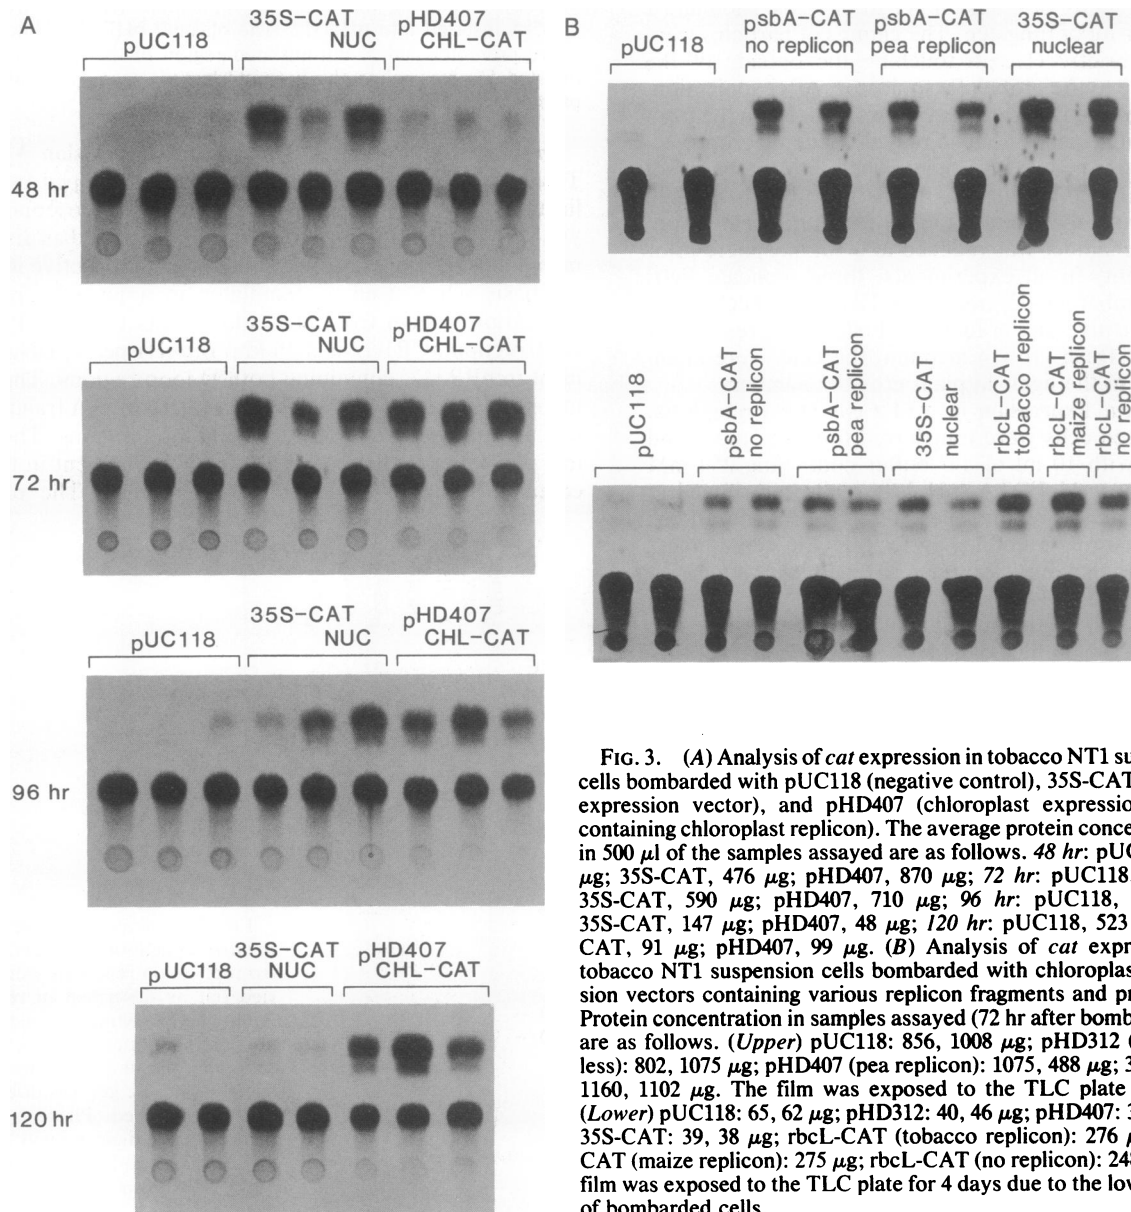 A
pUC118
35S-CAT
NUC
pHD407
CHL-CAT
48 hr
pUC118
35S-CAT
NUC
pHD407
CHL-CAT
72 hr
pUC118
35S-CAT
NUC
pHD407
CHL-CAT
96 hr
pUC118
35S-CAT
NUC
pHD407
CHL-CAT
120 hr
B
pUC118
psbA-CAT
no replicon
psbA-CAT
pea replicon
35S-CAT
nuclear
pUC118
psbA-CAT
no replicon
psbA-CAT
pea replicon
35S-CAT
nuclear
rbcL-CAT
tobacco replicon
rbcL-CAT
maize replicon
rbcL-CAT
no replicon
FIG. 3. (A) Analysis of cat expression in tobacco NT1 su
cells bombarded with pUC118 (negative control), 35S-CAT
expression vector), and pHD407 (chloroplast expressio
containing chloroplast replicon). The average protein conce
in 500 μl of the samples assayed are as follows. 48 hr: pUC
μg; 35S-CAT, 476 μg; pHD407, 870 μg; 72 hr: pUC118
35S-CAT, 590 μg; pHD407, 710 μg; 96 hr: pUC118,
35S-CAT, 147 μg; pHD407, 48 μg; 120 hr: pUC118, 523
CAT, 91 μg; pHD407, 99 μg. (B) Analysis of cat expr
tobacco NT1 suspension cells bombarded with chloroplas
sion vectors containing various replicon fragments and pr
Protein concentration in samples assayed (72 hr after bomb
are as follows. (Upper) pUC118: 856, 1008 μg; pHD312 (
less): 802, 1075 μg; pHD407 (pea replicon): 1075, 488 μg; 3
1160, 1102 μg. The film was exposed to the TLC plate
(Lower) pUC118: 65, 62 μg; pHD312: 40, 46 μg; pHD407: 3
35S-CAT: 39, 38 μg; rbcL-CAT (tobacco replicon): 276 μ
CAT (maize replicon): 275 μg; rbcL-CAT (no replicon): 248
film was exposed to the TLC plate for 4 days due to the low
of bombarded cells.